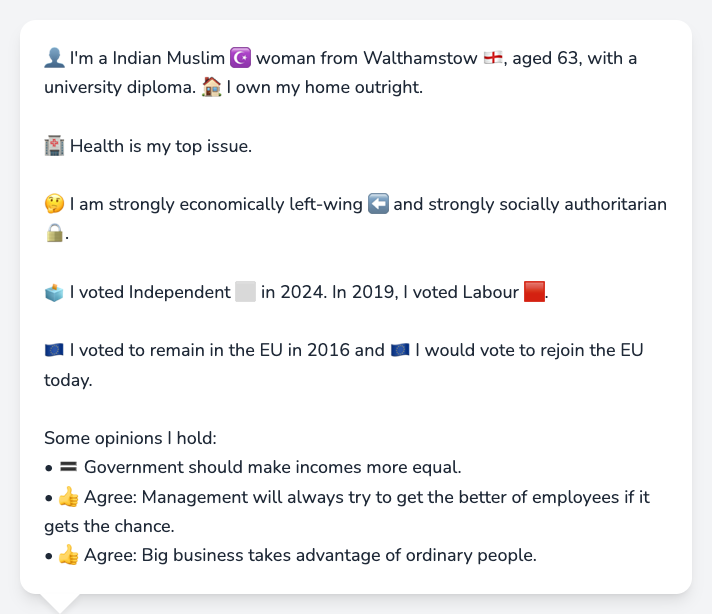 👤 I'm a Indian Muslim ☪️ woman from Walthamstow 🏴󠁧󠁢󠁥󠁮󠁧󠁿, aged 63, with a
university diploma. 🏠 I own my home outright.
🏥 Health is my top issue.
🤔 I am strongly economically left-wing ⬅️ and strongly socially authoritarian
🔒.
🗳️ I voted Independent ⬜ in 2024. In 2019, I voted Labour 🟥.
🇪🇺 I voted to remain in the EU in 2016 and 🇪🇺 I would vote to rejoin the EU
today.
Some opinions I hold:
• 🟰 Government should make incomes more equal.
• 👍 Agree: Management will always try to get the better of employees if it
gets the chance.
• 👍 Agree: Big business takes advantage of ordinary people.